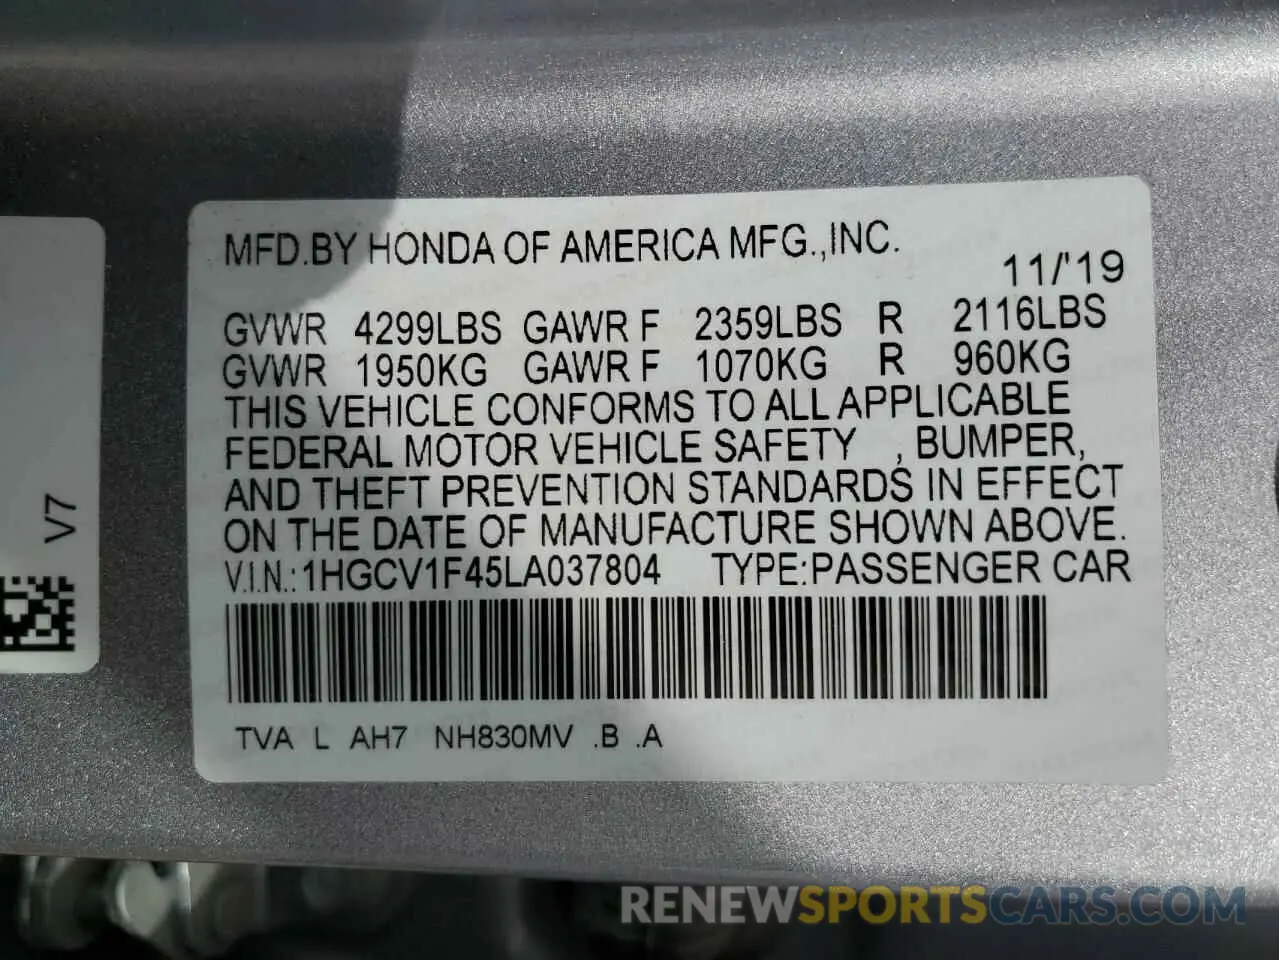 MFD.BY HONDA OF AMERICA MFG.,INC.
11/'19
GVWR 4299LBS GAWR F 2359LBS R 2116LBS
GVWR 1950KG GAWR F 1070KG R 960KG
THIS VEHICLE CONFORMS TO ALL APPLICABLE
FEDERAL MOTOR VEHICLE SAFETY , BUMPER,
AND THEFT PREVENTION STANDARDS IN EFFECT
ON THE DATE OF MANUFACTURE SHOWN ABOVE.
V.I.N.:1HGCV1F45LA037804 TYPE:PASSENGER CAR
TVA L AH7 NH830MV .B .A
V7
RENEWSPORTSCARS.COM